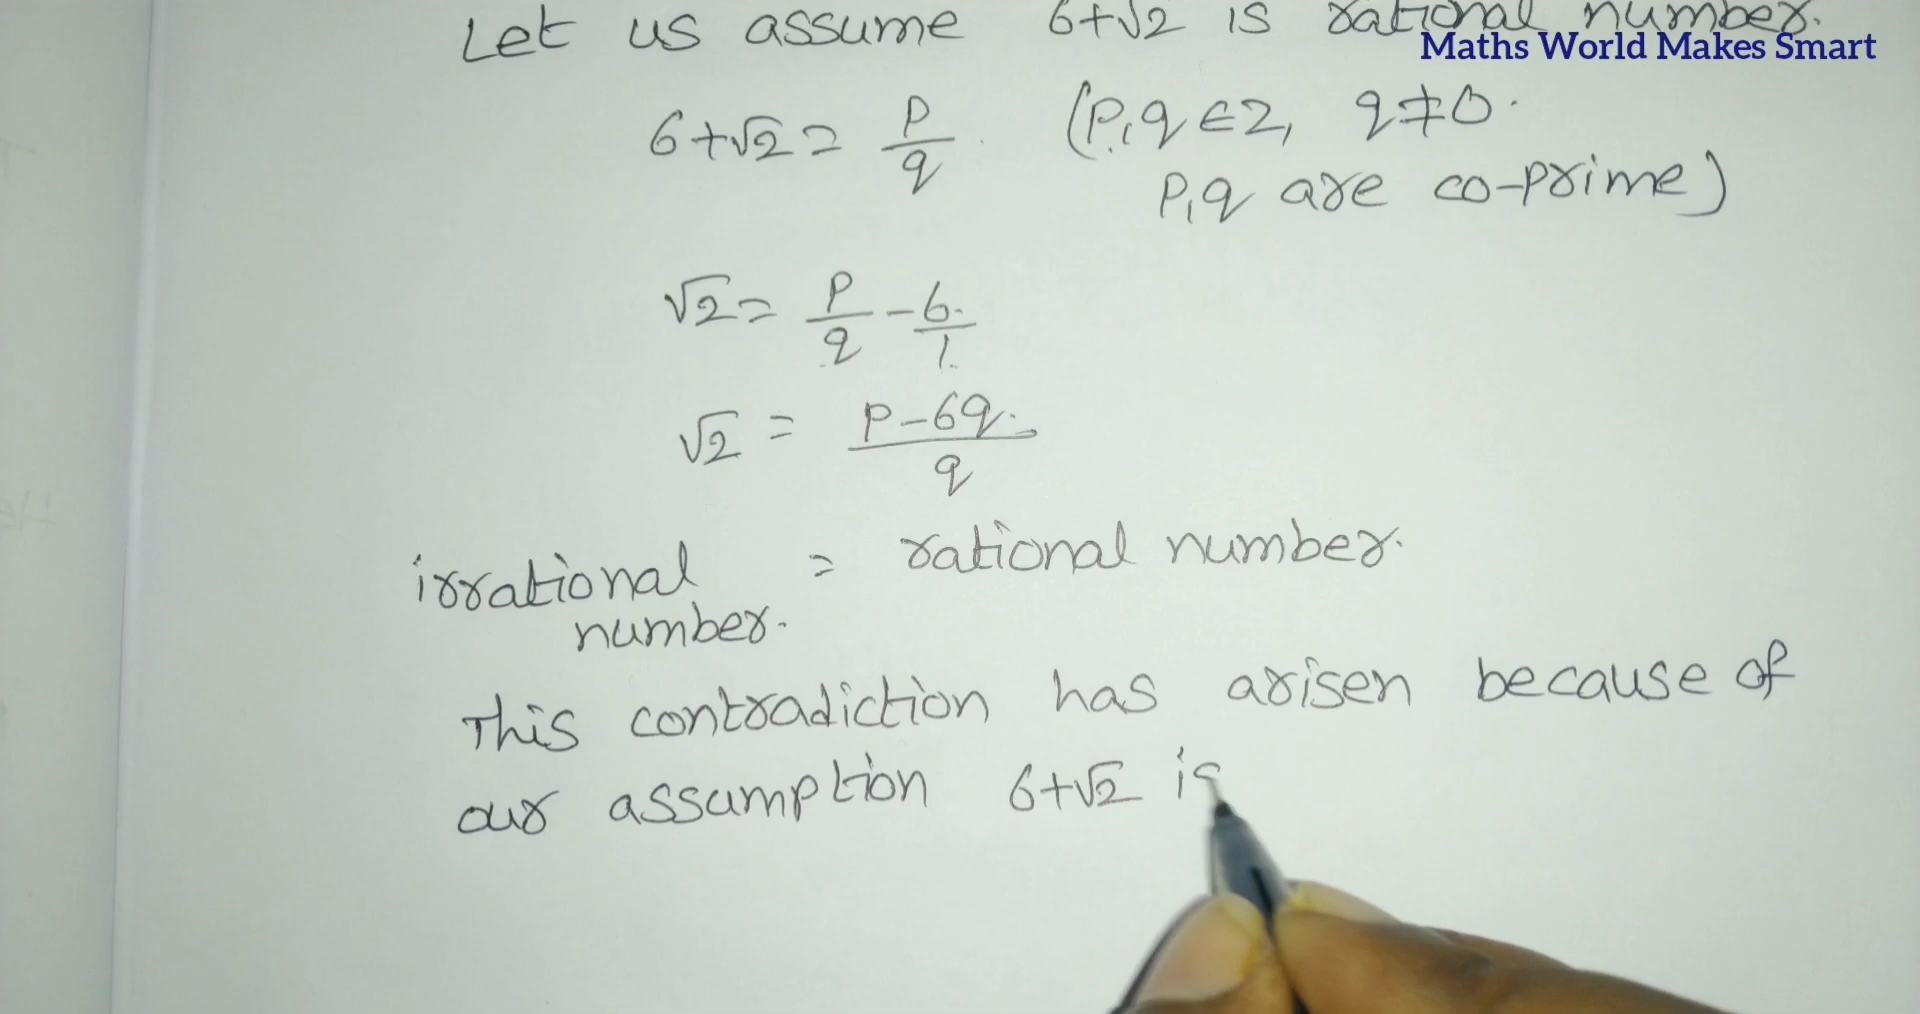 Let us assume 6+√2 is rational number.
Maths World Makes Smart
6+√2 = p/q (p,q ∈ Z, q ≠ 0.
p,q are co-prime)
√2 = p/q - 6/1
√2 = p-6q/q
irrational = rational number.
number.
This contradiction has arisen because of
our assumption 6+√2 is